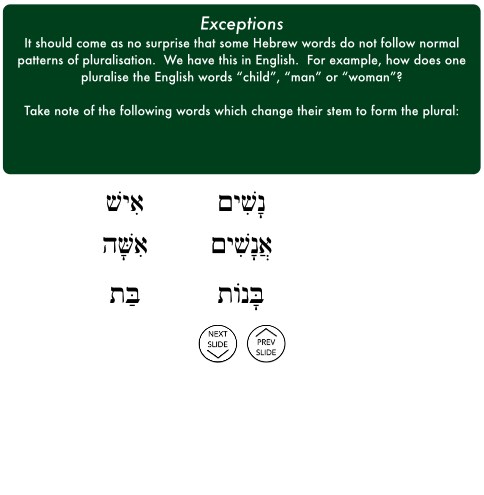 Exceptions
It should come as no surprise that some Hebrew words do not follow normal
patterns of pluralisation. We have this in English. For example, how does one
pluralise the English words “child”, “man” or “woman”?
Take note of the following words which change their stem to form the plural:
אִישׁ נָשִׁים
אִשָּׁה אֲנָשִׁים
בַּת בָּנוֹת
NEXT
SLIDE
PREV
SLIDE